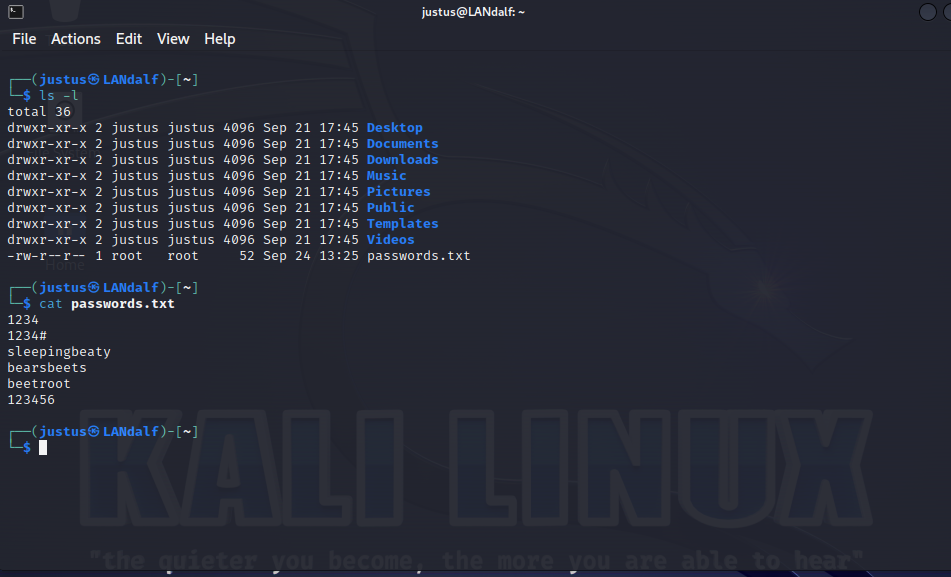 justus@LANdalf: ~
File Actions Edit View Help
┌──(justus㉿LANdalf)-[~]
└─$ ls -l
total 36
drwxr-xr-x 2 justus justus 4096 Sep 21 17:45 Desktop
drwxr-xr-x 2 justus justus 4096 Sep 21 17:45 Documents
drwxr-xr-x 2 justus justus 4096 Sep 21 17:45 Downloads
drwxr-xr-x 2 justus justus 4096 Sep 21 17:45 Music
drwxr-xr-x 2 justus justus 4096 Sep 21 17:45 Pictures
drwxr-xr-x 2 justus justus 4096 Sep 21 17:45 Public
drwxr-xr-x 2 justus justus 4096 Sep 21 17:45 Templates
drwxr-xr-x 2 justus justus 4096 Sep 21 17:45 Videos
-rw-r--r-- 1 root   root     52 Sep 24 13:25 passwords.txt
Home
┌──(justus㉿LANdalf)-[~]
└─$ cat passwords.txt
1234
1234#
sleepingbeaty
bearsbeets
beetroot
123456
┌──(justus㉿LANdalf)-[~]
└─$
KALI LINUX
"the quieter you become, the more you are able to hear"